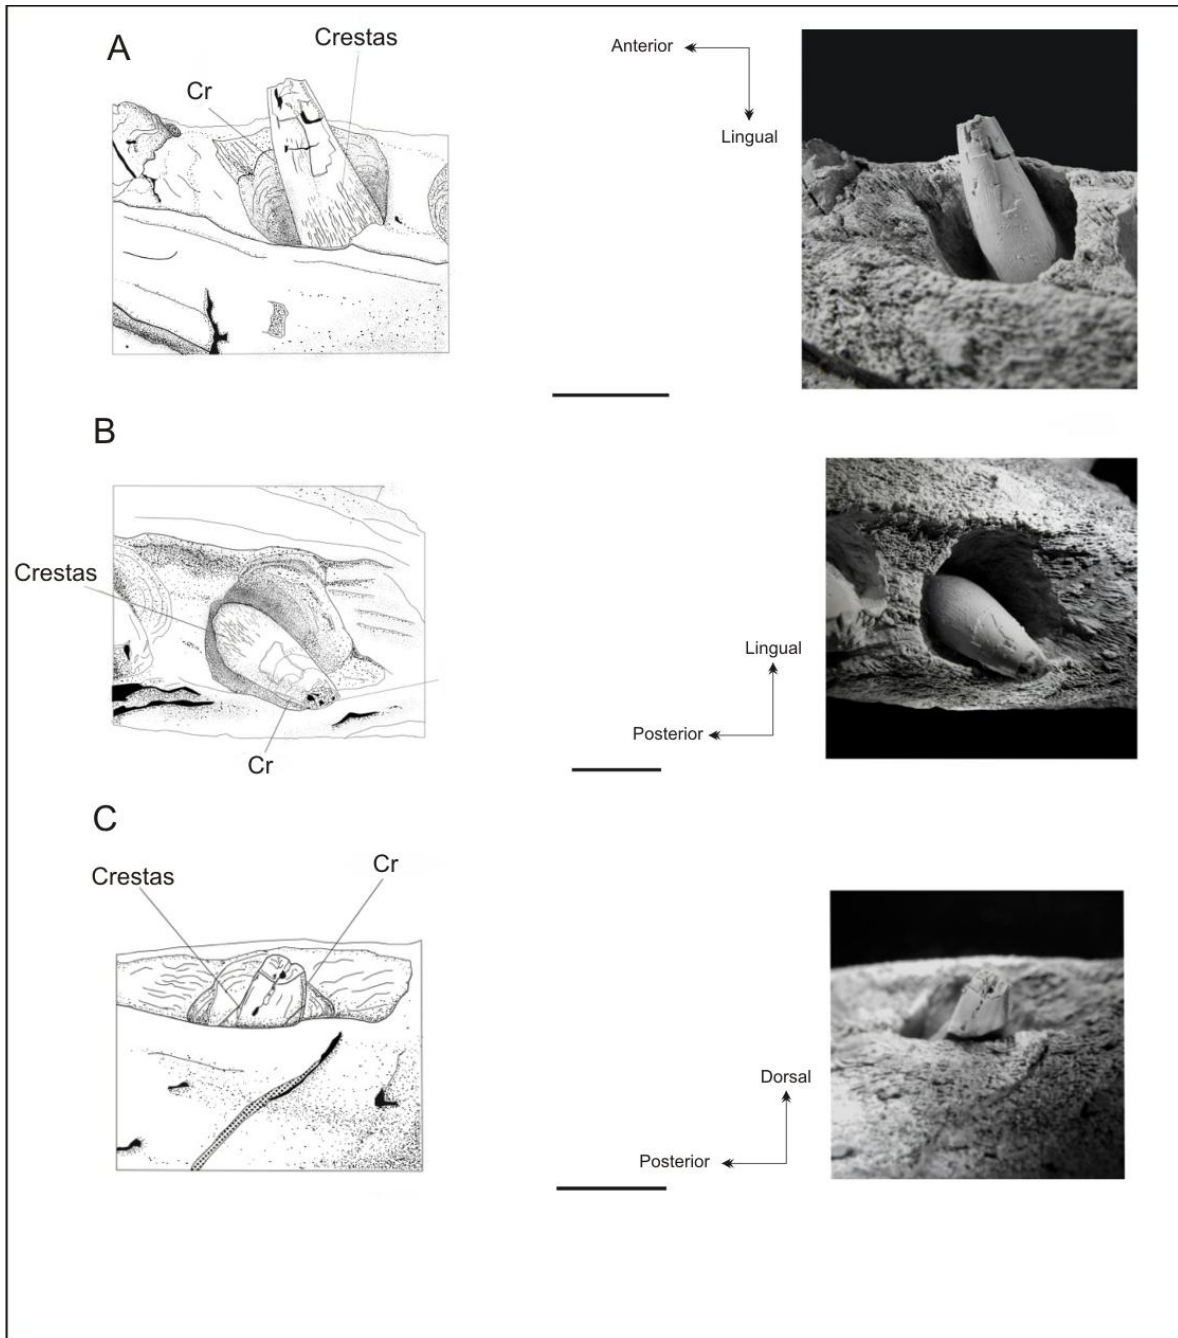 A
Crestas
Cr
Anterior
Lingual
B
Crestas
Cr
Lingual
Posterior
C
Crestas
Cr
Dorsal
Posterior